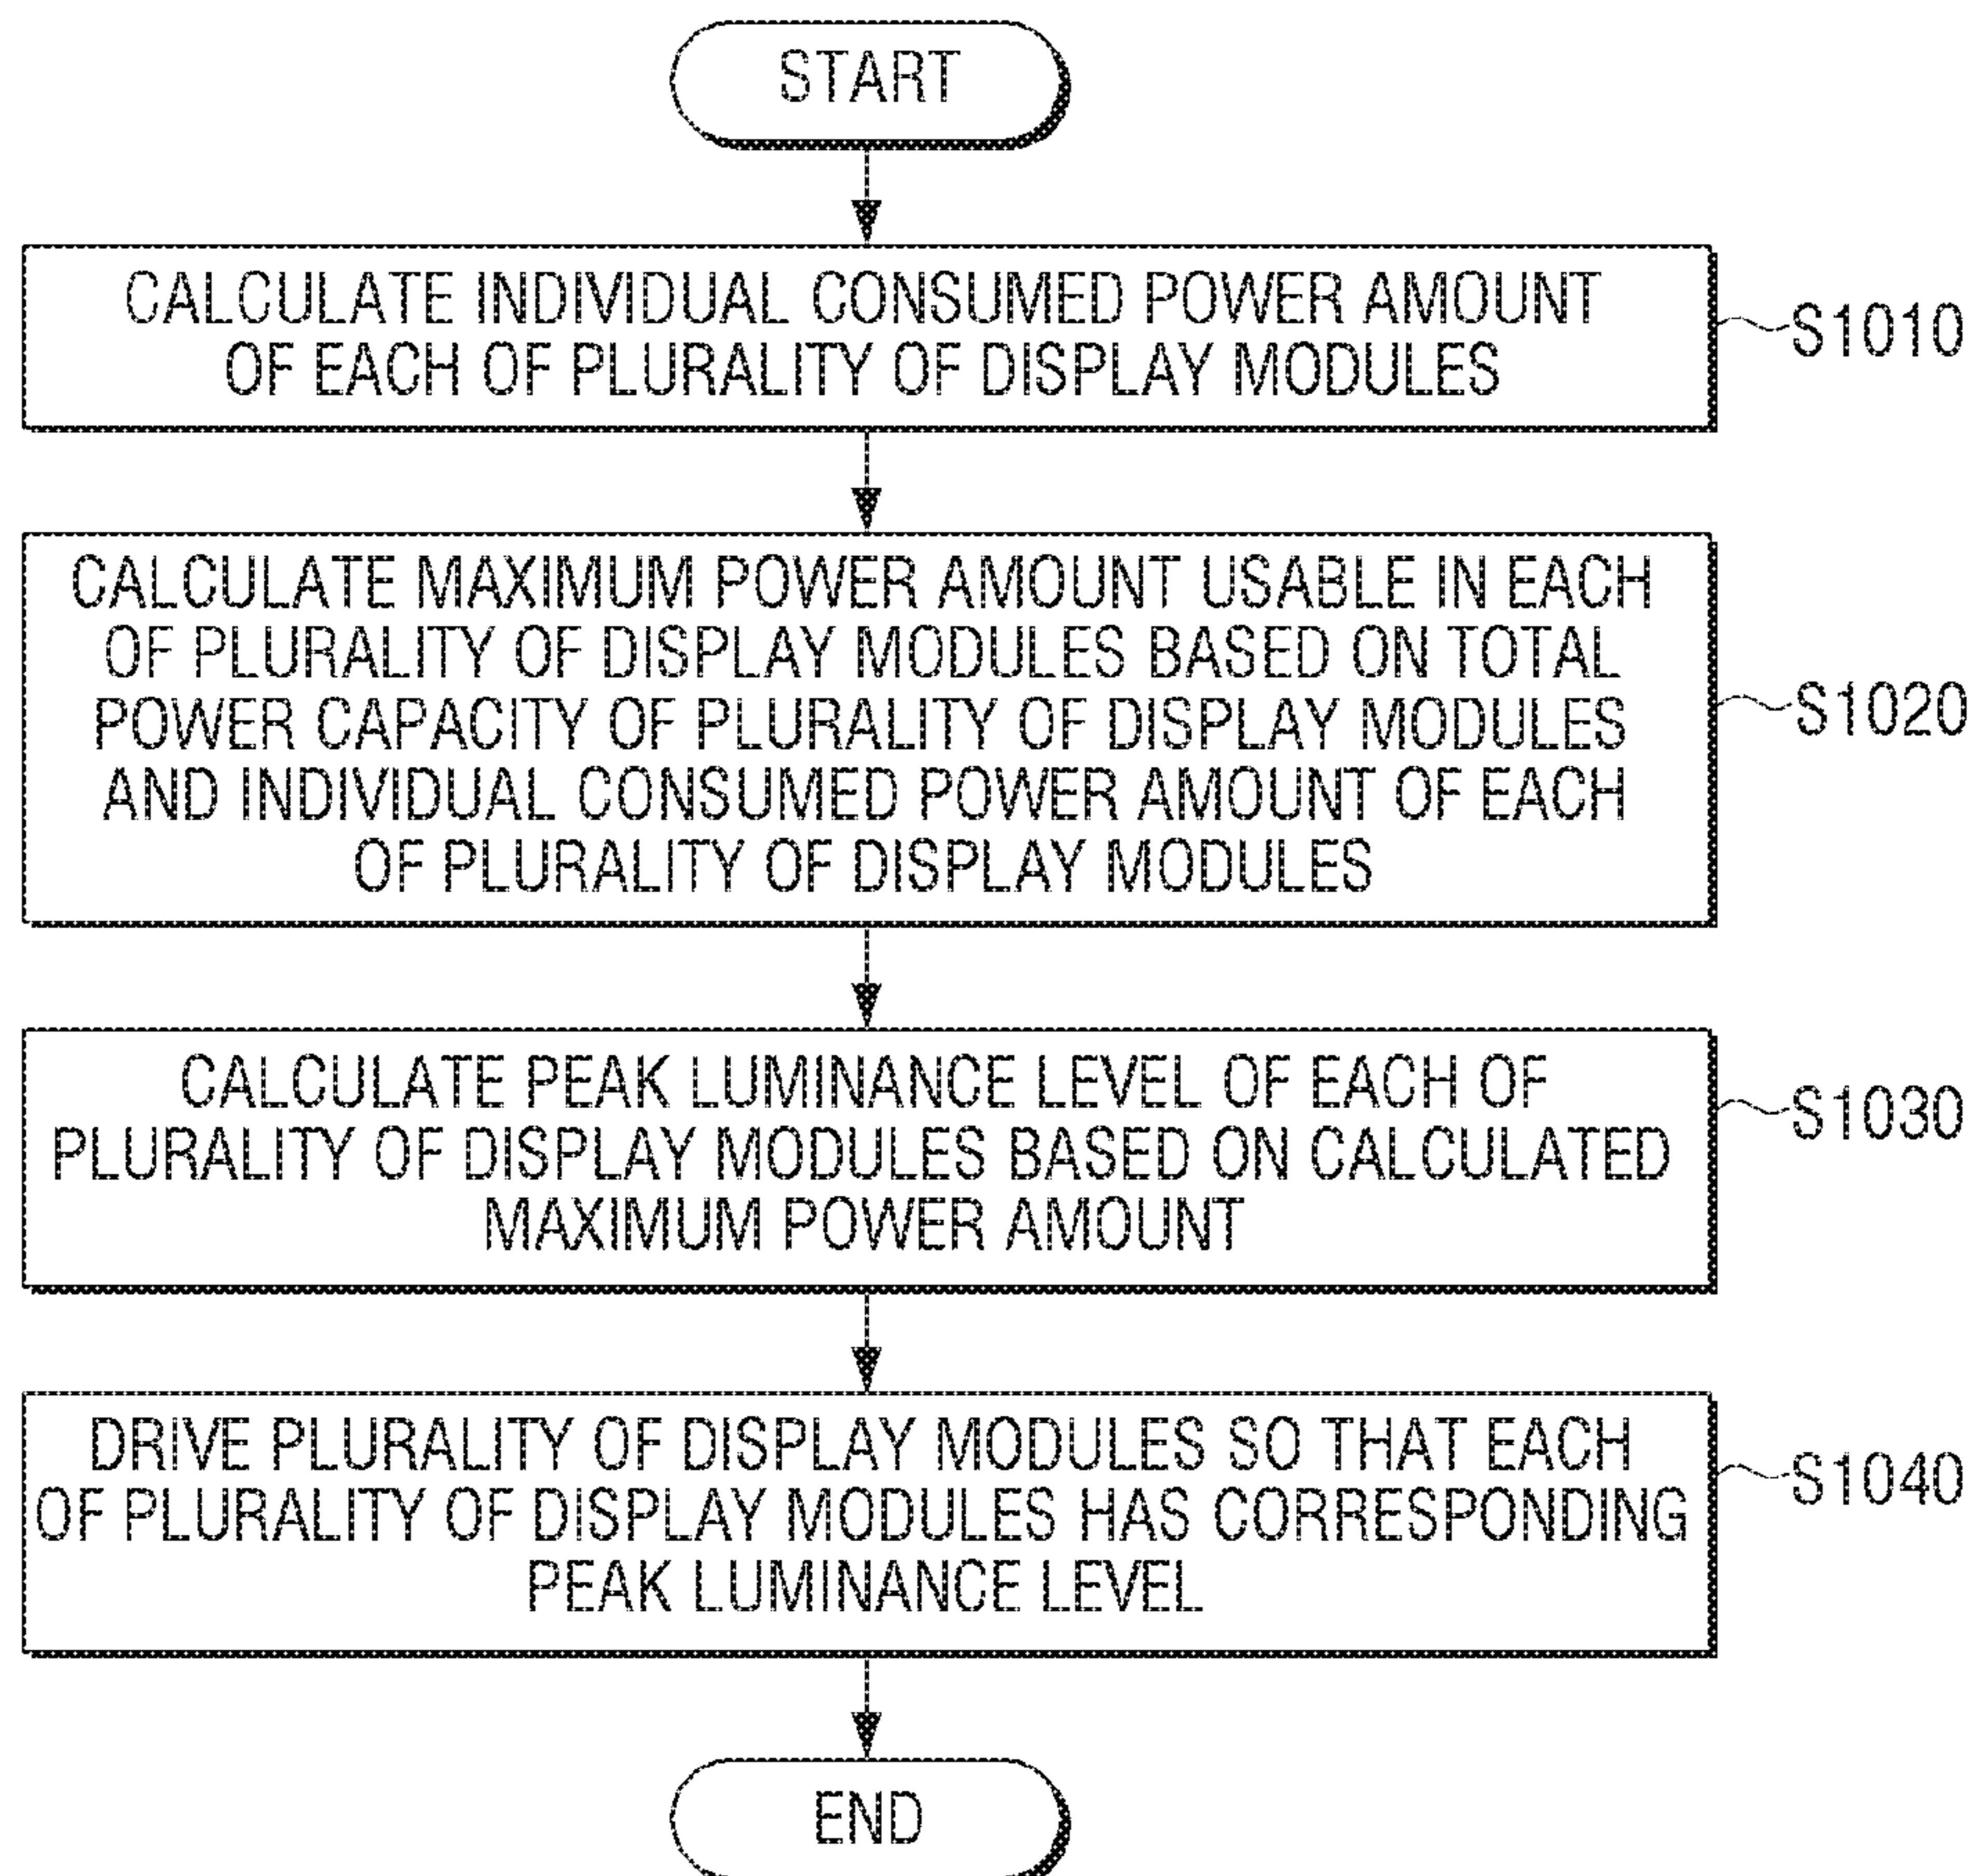 START
CALCULATE INDIVIDUAL CONSUMED POWER AMOUNT
OF EACH OF PLURALITY OF DISPLAY MODULES
S1010
CALCULATE MAXIMUM POWER AMOUNT USABLE IN EACH
OF PLURALITY OF DISPLAY MODULES BASED ON TOTAL
POWER CAPACITY OF PLURALITY OF DISPLAY MODULES
AND INDIVIDUAL CONSUMED POWER AMOUNT OF EACH
OF PLURALITY OF DISPLAY MODULES
S1020
CALCULATE PEAK LUMINANCE LEVEL OF EACH OF
PLURALITY OF DISPLAY MODULES BASED ON CALCULATED
MAXIMUM POWER AMOUNT
S1030
DRIVE PLURALITY OF DISPLAY MODULES SO THAT EACH
OF PLURALITY OF DISPLAY MODULES HAS CORRESPONDING
PEAK LUMINANCE LEVEL
S1040
END